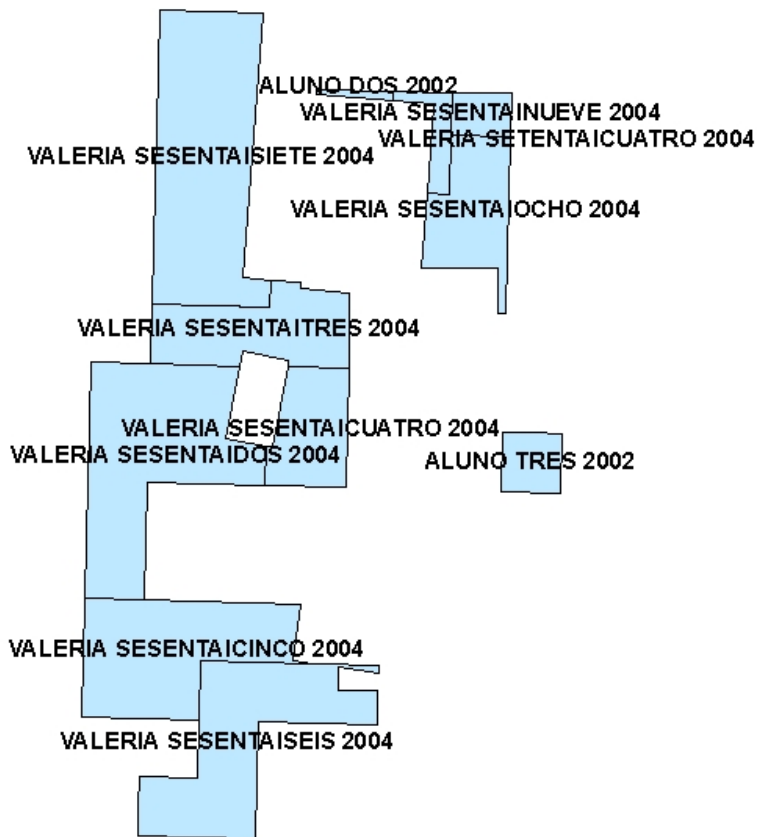 ALUNO DOS 2002
VALERIA SESENTAINUEVE 2004
VALERIA SETENTAICUATRO 2004
VALERIA SESENTAISIETE 2004
VALERIA SESENTAIOCHO 2004
VALERIA SESENTAITRES 2004
VALERIA SESENTAICUATRO 2004
VALERIA SESENTAIDOS 2004
ALUNO TRES 2002
VALERIA SESENTAICINCO 2004
VALERIA SESENTAISEIS 2004